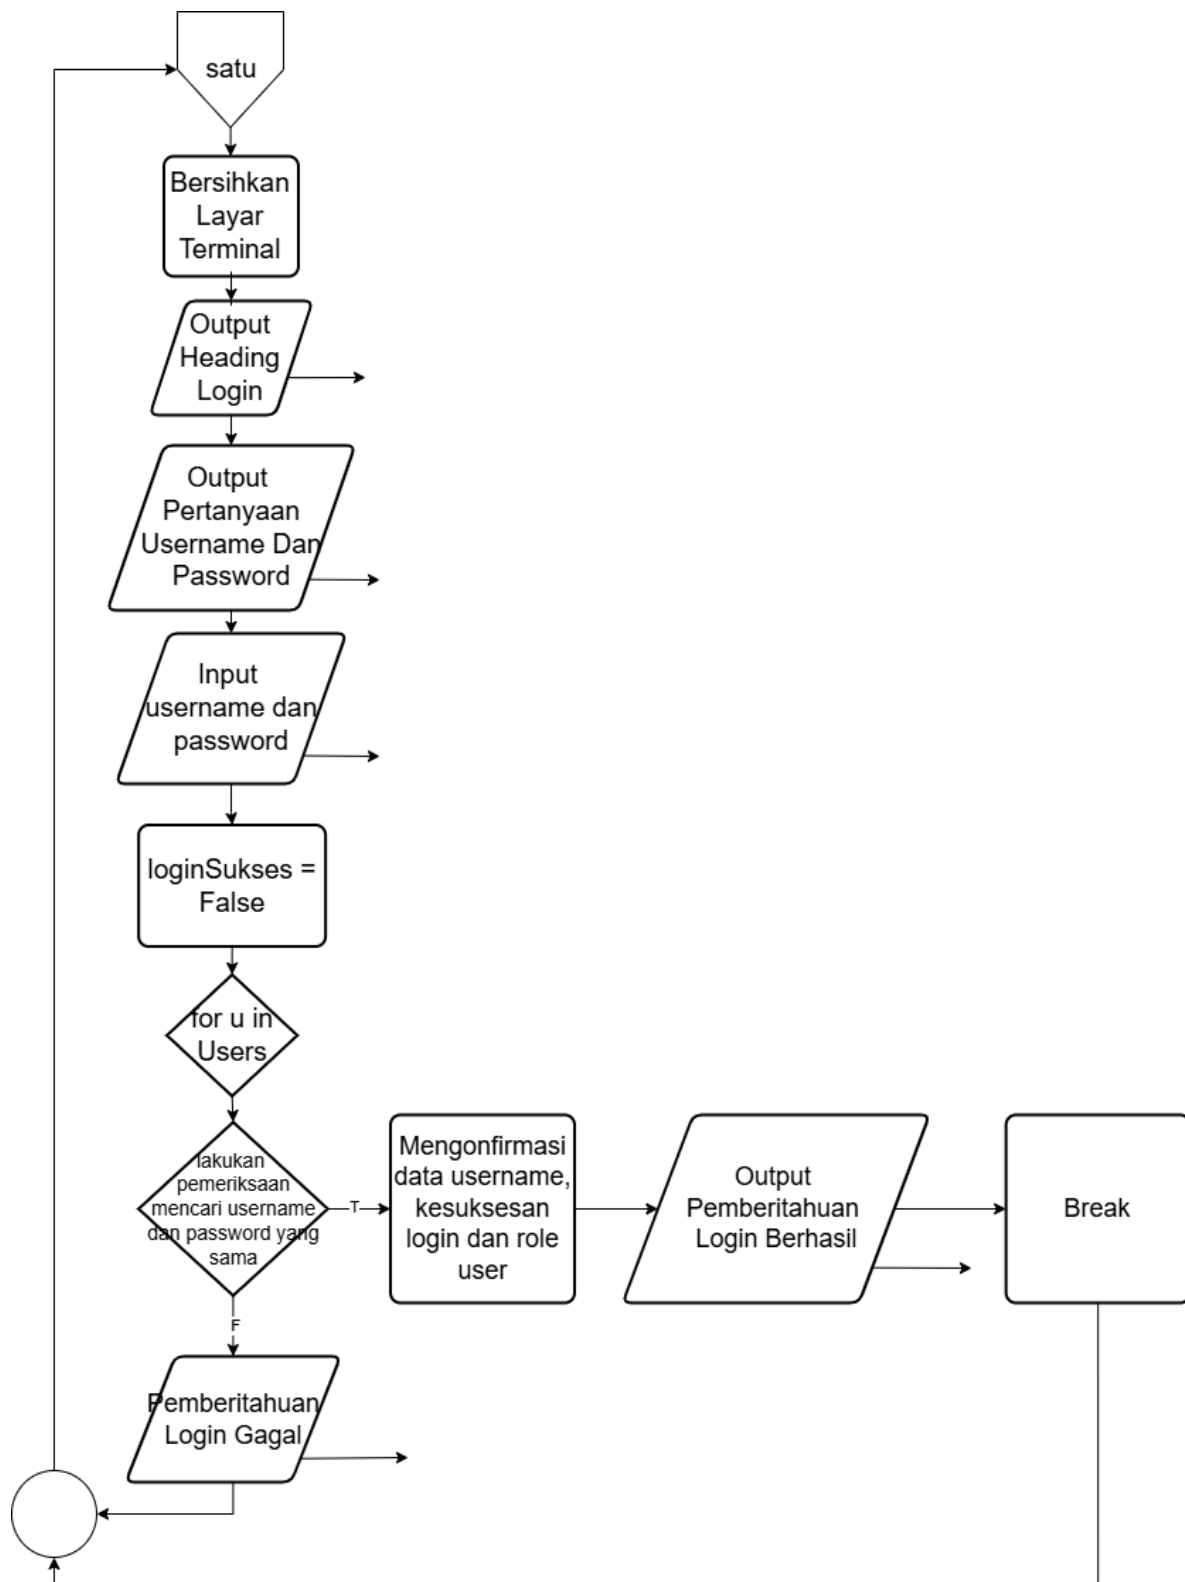 satu
Bersihkan
Layar
Terminal
Output
Heading
Login
Output
Pertanyaan
Username Dan
Password
Input
username dan
password
loginSukses =
False
for u in
Users
lakukan
pemeriksaan
mencari username
dan password yang
sama
T
Mengonfirmasi
data username,
kesuksesan
login dan role
user
Output
Pemberitahuan
Login Berhasil
Break
F
Pemberitahuan
Login Gagal